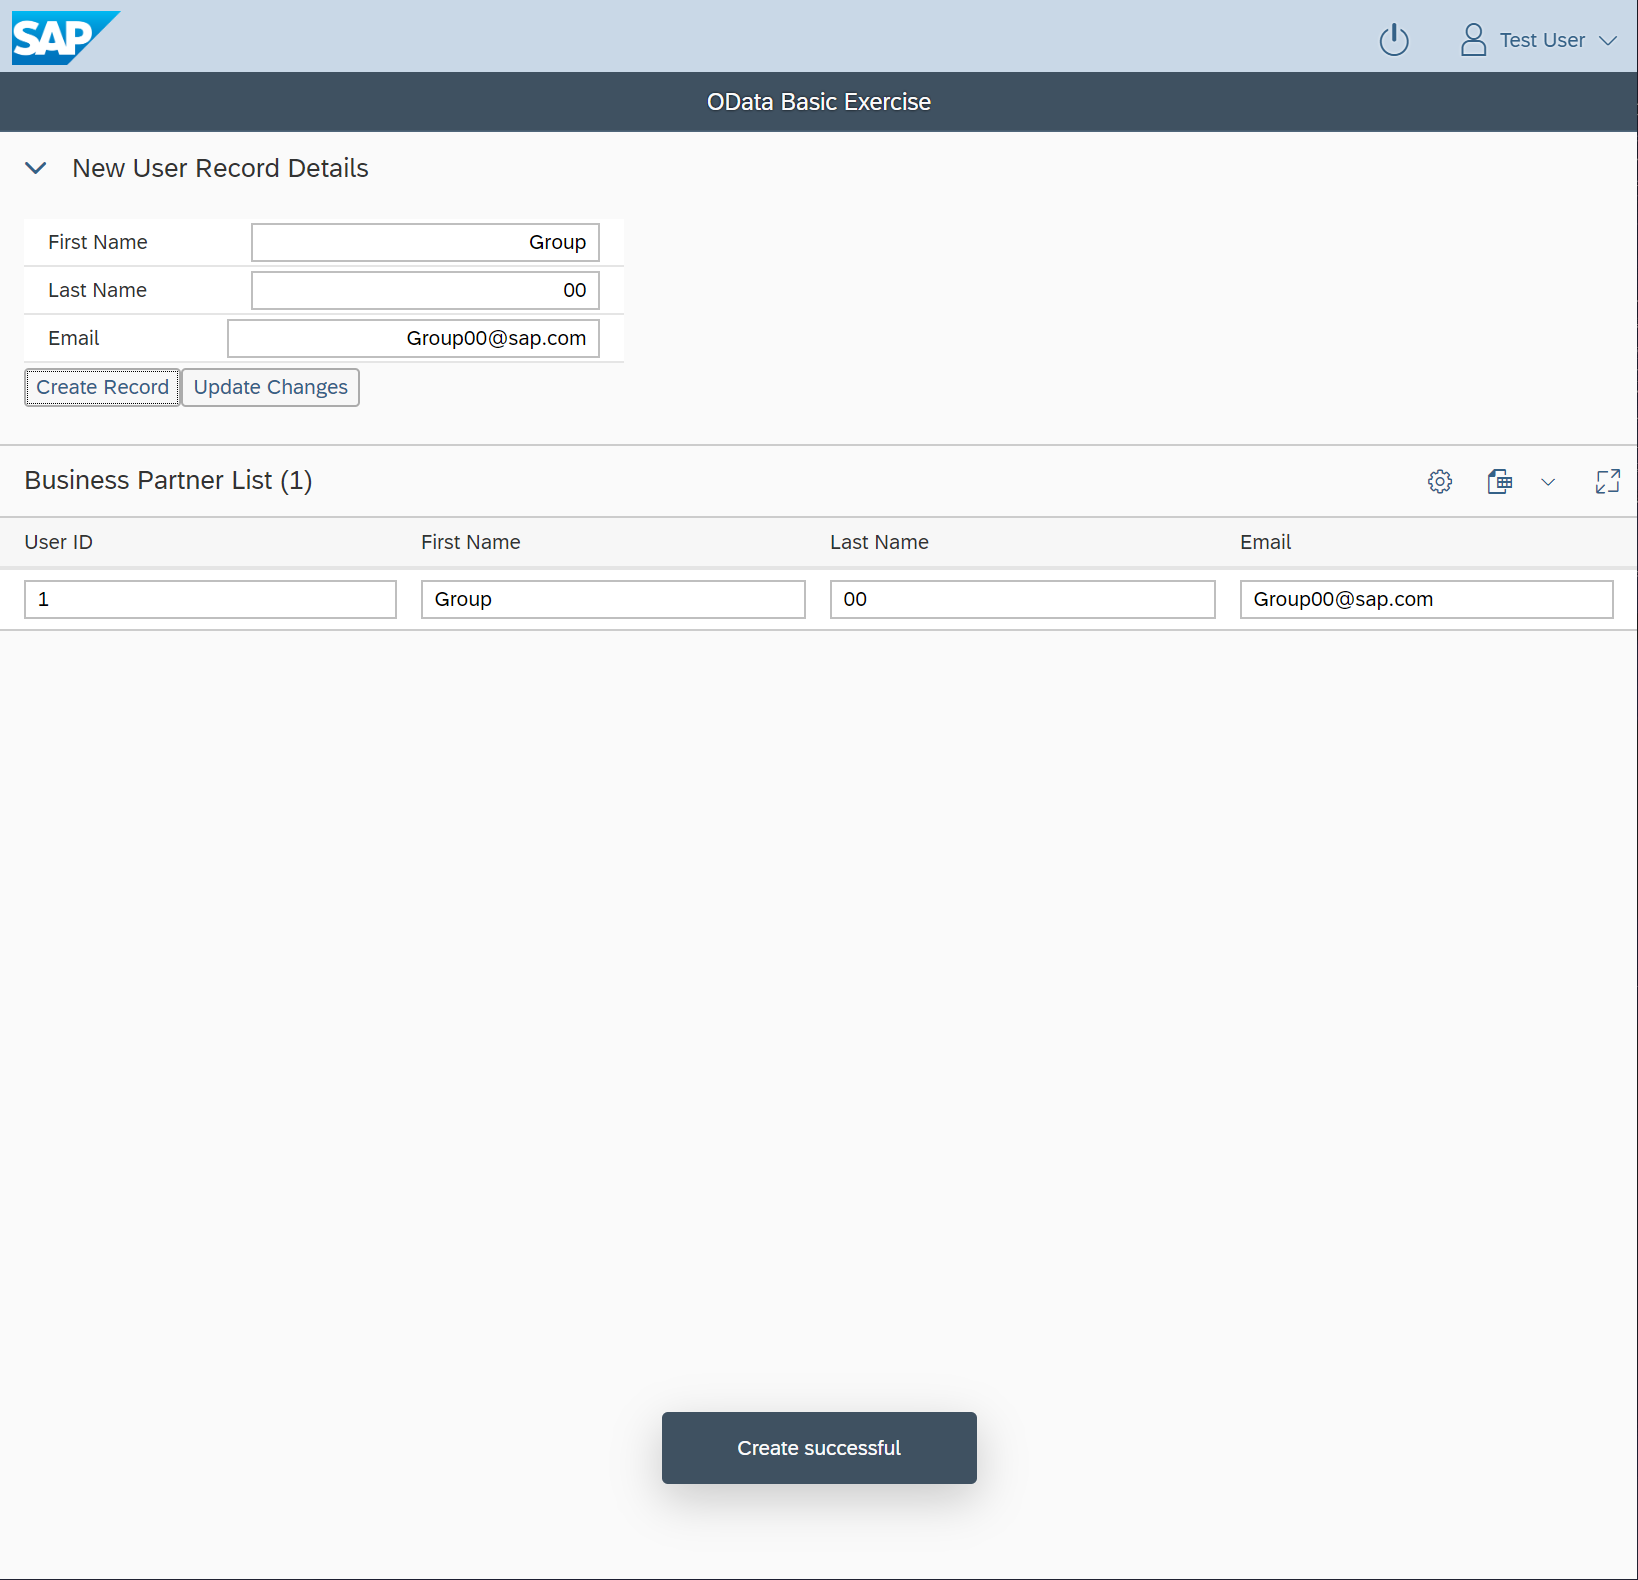 SAP
Test User
OData Basic Exercise
New User Record Details
First Name Group
Last Name 00
Email Group00@sap.com
Create Record Update Changes
Business Partner List (1)
User ID First Name Last Name Email
1 Group 00 Group00@sap.com
Create successful